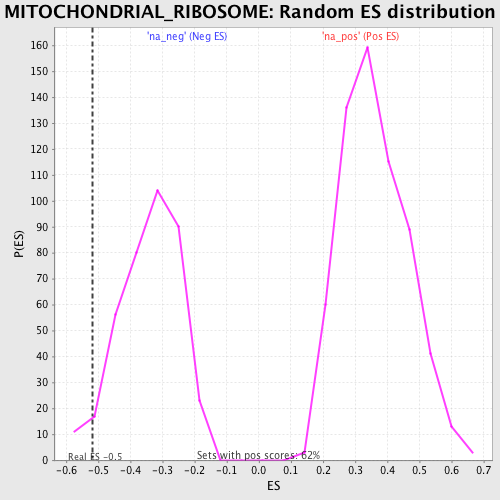 MITOCHONDRIAL_RIBOSOME: Random ES distribution
'na_neg' (Neg ES) 'na_pos' (Pos ES)
160
150
140
130
120
110
100
90
80
70
60
50
40
30
20
10
0
P(ES)
Real ES -0.5 Sets with pos scores: 62%
-0.6 -0.5 -0.4 -0.3 -0.2 -0.1 0.0 0.1 0.2 0.3 0.4 0.5 0.6 0.7
ES